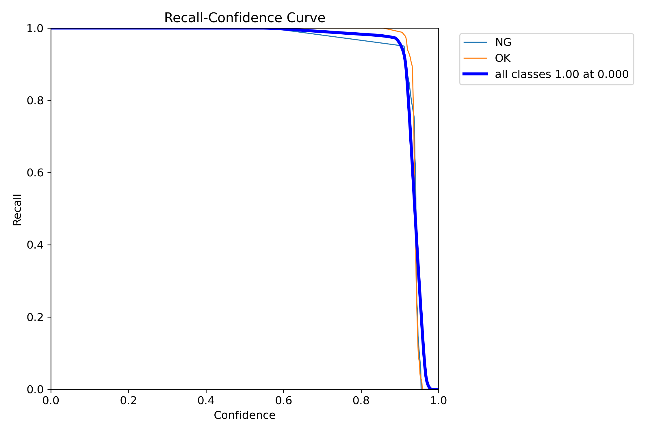 Recall-Confidence Curve
1.0
0.8
0.6
0.4
0.2
0.0
Recall
0.0 0.2 0.4 0.6 0.8 1.0
Confidence
NG
OK
all classes 1.00 at 0.000